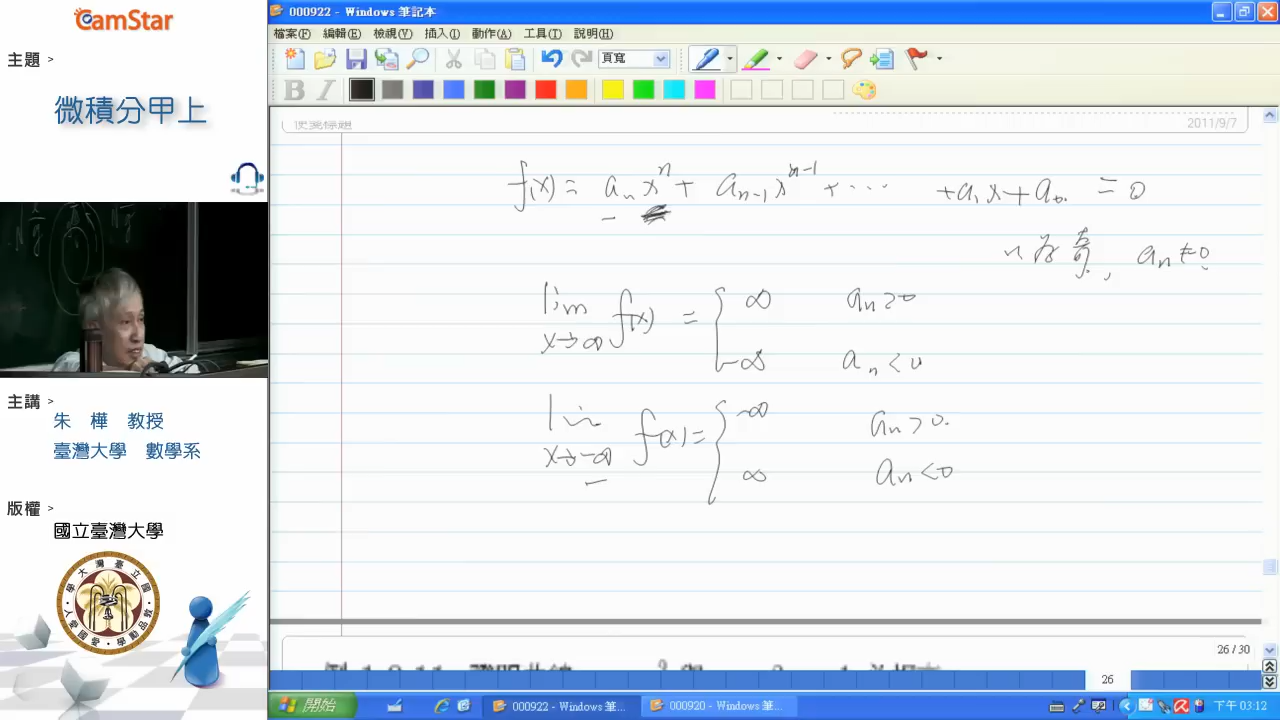 CamStar
主題 >
微積分甲上
主講 >
朱 樺 教授
臺灣大學 數學系
版權 >
國立臺灣大學
000922 - Windows 筆記本
檔案(F) 編輯(E) 檢視(V) 插入(I) 動作(A) 工具(T) 說明(H)
頁寬
B I
便箋標題
2011/9/7
f(x) = aₙxⁿ + aₙ₋₁xⁿ⁻¹ + ⋯ + a₁x + a₀ = 0
n 為奇, aₙ ≠ 0
lim x→∞ f(x) = { ∞ aₙ > 0
-∞ aₙ < 0
lim x→-∞ f(x) = { -∞ aₙ > 0
∞ aₙ < 0
26 / 30
26
開始
000922 - Windows 筆...
000920 - Windows 筆...
下午 03:12